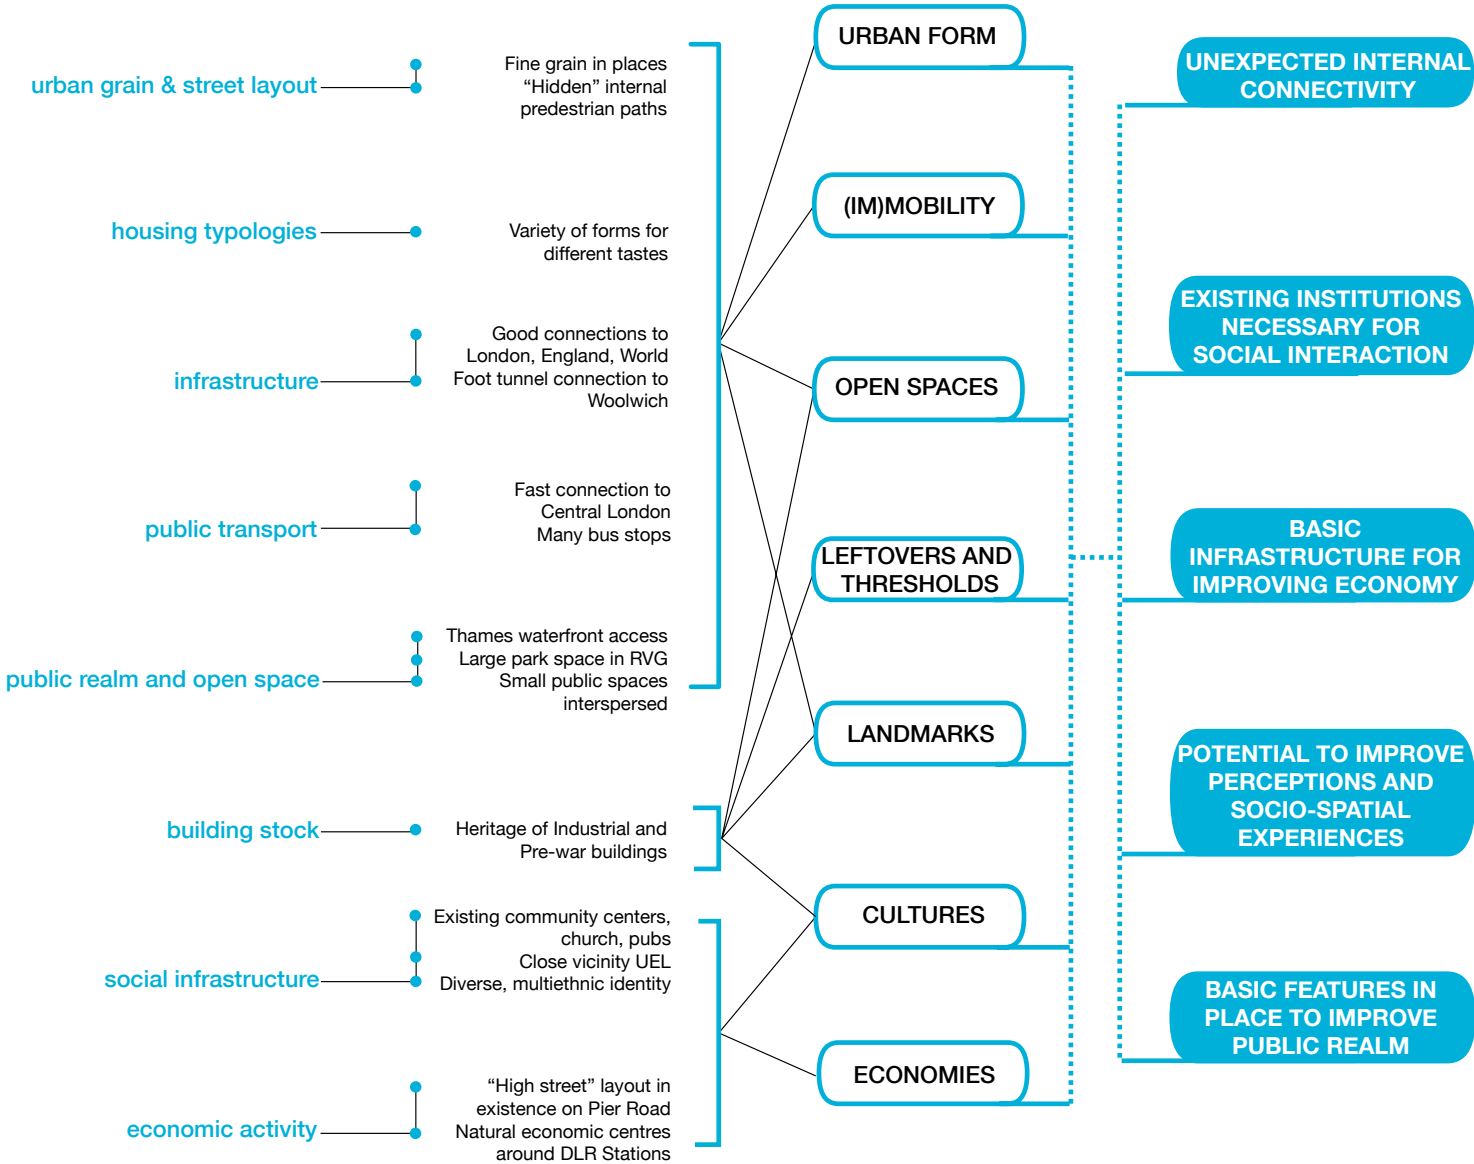 urban grain & street layout
Fine grain in places
“Hidden” internal
predestrian paths
housing typologies
Variety of forms for
different tastes
infrastructure
Good connections to
London, England, World
Foot tunnel connection to
Woolwich
public transport
Fast connection to
Central London
Many bus stops
public realm and open space
Thames waterfront access
Large park space in RVG
Small public spaces
interspersed
building stock
Heritage of Industrial and
Pre-war buildings
social infrastructure
Existing community centers,
church, pubs
Close vicinity UEL
Diverse, multiethnic identity
economic activity
“High street” layout in
existence on Pier Road
Natural economic centres
around DLR Stations
URBAN FORM
(IM)MOBILITY
OPEN SPACES
LEFTOVERS AND
THRESHOLDS
LANDMARKS
CULTURES
ECONOMIES
UNEXPECTED INTERNAL
CONNECTIVITY
EXISTING INSTITUTIONS
NECESSARY FOR
SOCIAL INTERACTION
BASIC
INFRASTRUCTURE FOR
IMPROVING ECONOMY
POTENTIAL TO IMPROVE
PERCEPTIONS AND
SOCIO-SPATIAL
EXPERIENCES
BASIC FEATURES IN
PLACE TO IMPROVE
PUBLIC REALM